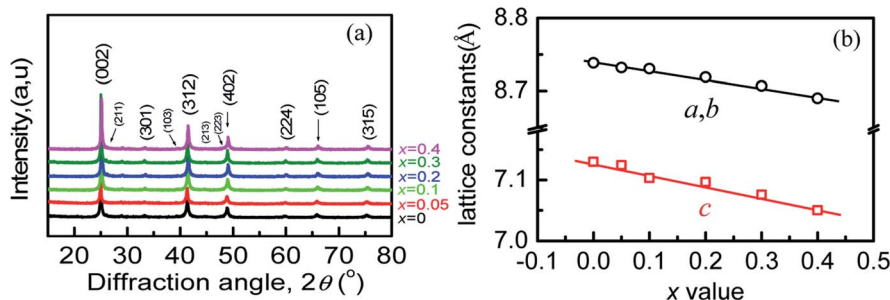 (a)
Intensity,(a,u)
(002)
(211)
(301)
(103)
(312)
(213)
(223)
(402)
(224)
(105)
(315)
x=0.4
x=0.3
x=0.2
x=0.1
x=0.05
x=0
20 30 40 50 60 70 80
Diffraction angle, 2θ (°)
(b)
lattice constants(Å)
8.8
8.7
7.1
7.0
a,b
c
-0.1 0.0 0.1 0.2 0.3 0.4 0.5
x value